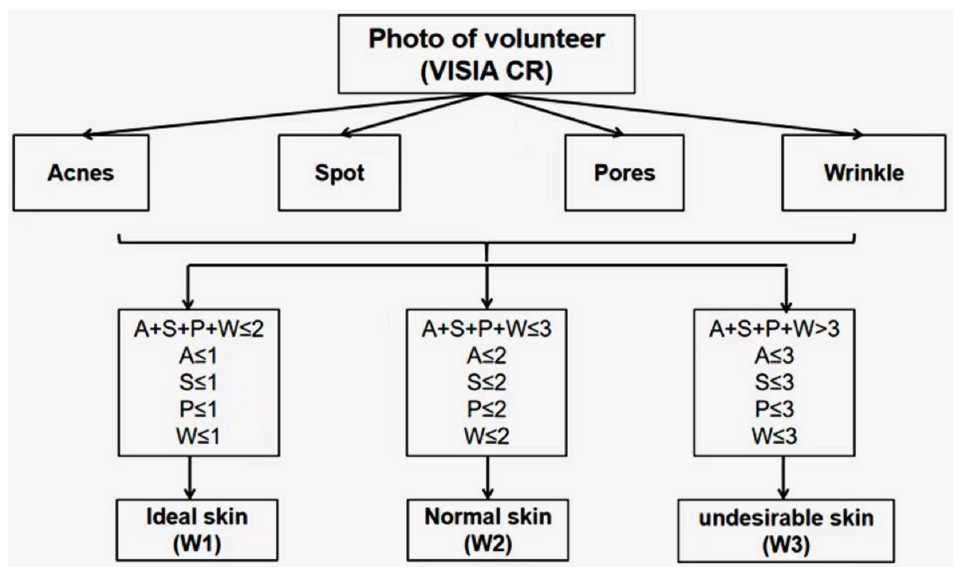 Photo of volunteer
(VISIA CR)
Acnes
Spot
Pores
Wrinkle
A+S+P+W≤2
A≤1
S≤1
P≤1
W≤1
A+S+P+W≤3
A≤2
S≤2
P≤2
W≤2
A+S+P+W>3
A≤3
S≤3
P≤3
W≤3
Ideal skin
(W1)
Normal skin
(W2)
undesirable skin
(W3)